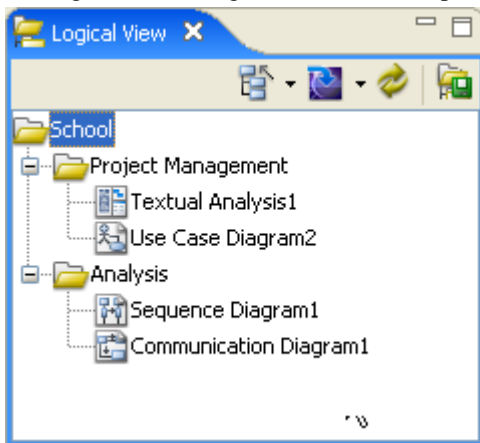 Logical View
School
Project Management
Textual Analysis1
Use Case Diagram2
Analysis
Sequence Diagram1
Communication Diagram1